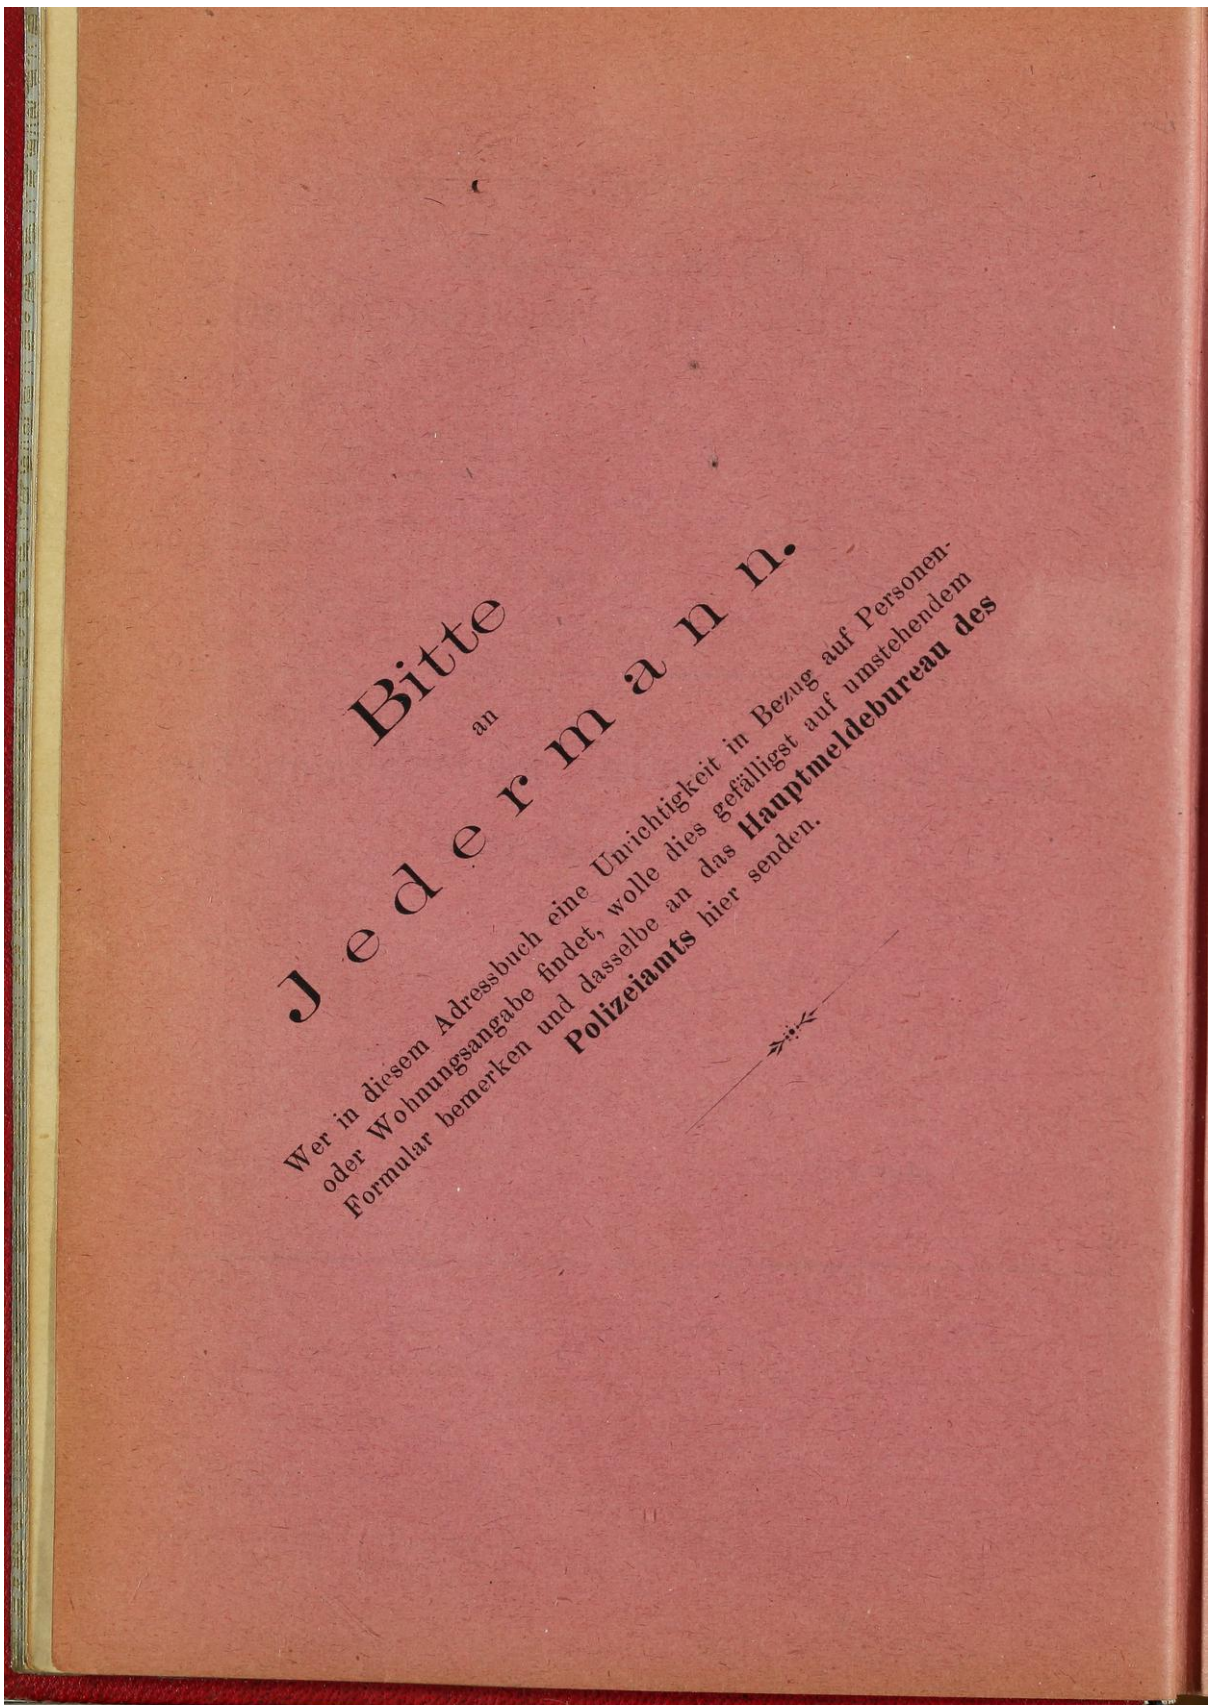 Bitte
an
Jedermann.
Wer in diesem Adressbuch eine Unrichtigkeit in Bezug auf Personen-
oder Wohnungsangabe findet, wolle dies gefälligst auf umstehendem
Formular bemerken und dasselbe an das Hauptmeldebureau des
Polizeiamts hier senden.